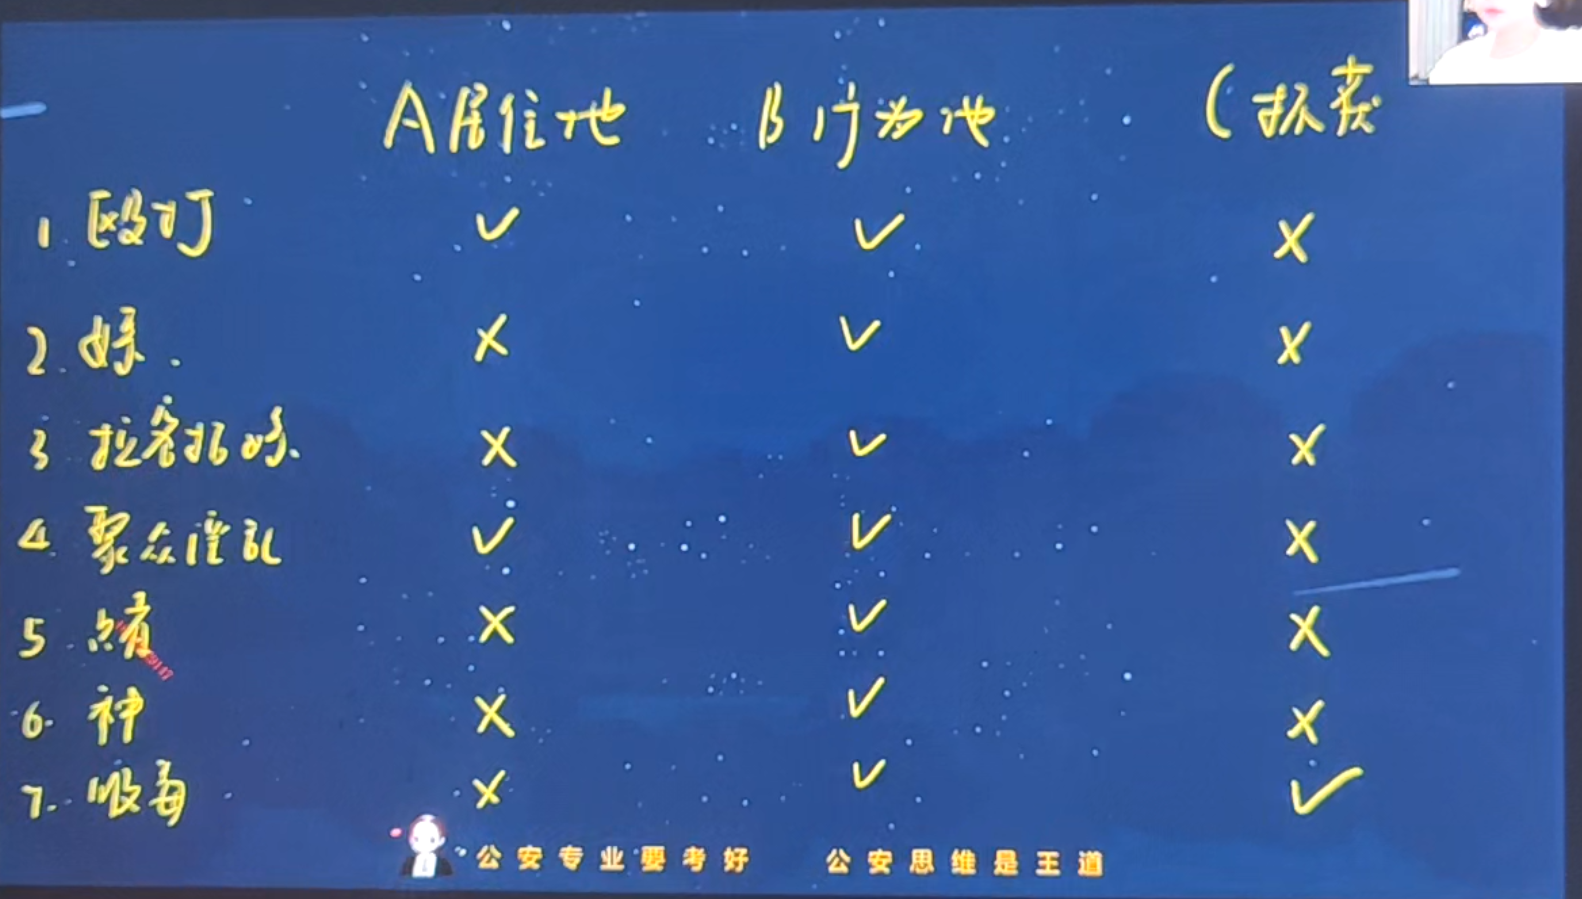 A居住地 B行为地 C抓获
1. 殴打 ✓ ✓ X
2. 嫖. X ✓ X
3 拉客招嫖. X ✓ X
4. 聚众淫乱 ✓ ✓ X
5. 赌 X ✓ X
6. 神 X ✓ X
7. 吸毒 X ✓ ✓
公安专业要考好 公安思维是王道